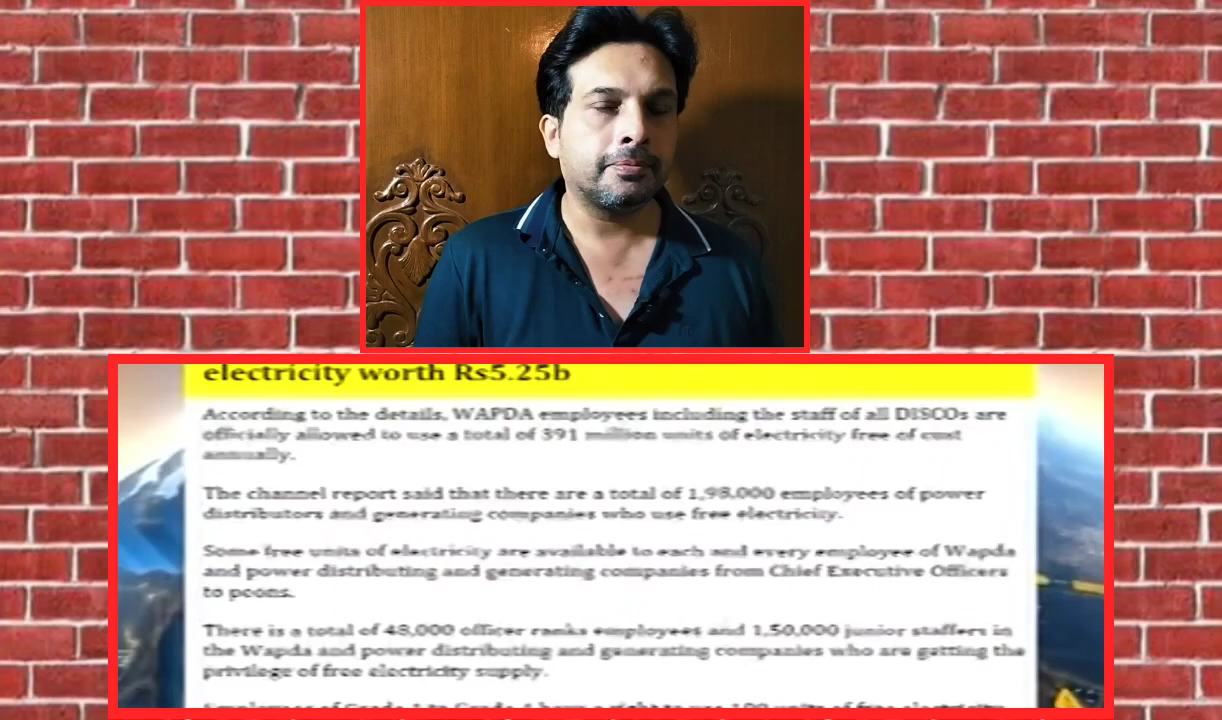 electricity worth Rs5.25b
According to the details, WAPDA employees including the staff of all DISCOs are
officially allowed to use a total of 391 million units of electricity free of cost
annually.
The channel report said that there are a total of 1,98,000 employees of power
distributors and generating companies who use free electricity.
Some free units of electricity are available to each and every employee of Wapda
and power distributing and generating companies from Chief Executive Officers
to peons.
There is a total of 48,000 officer ranks employees and 1,50,000 junior staffers in
the Wapda and power distributing and generating companies who are getting the
privilege of free electricity supply.